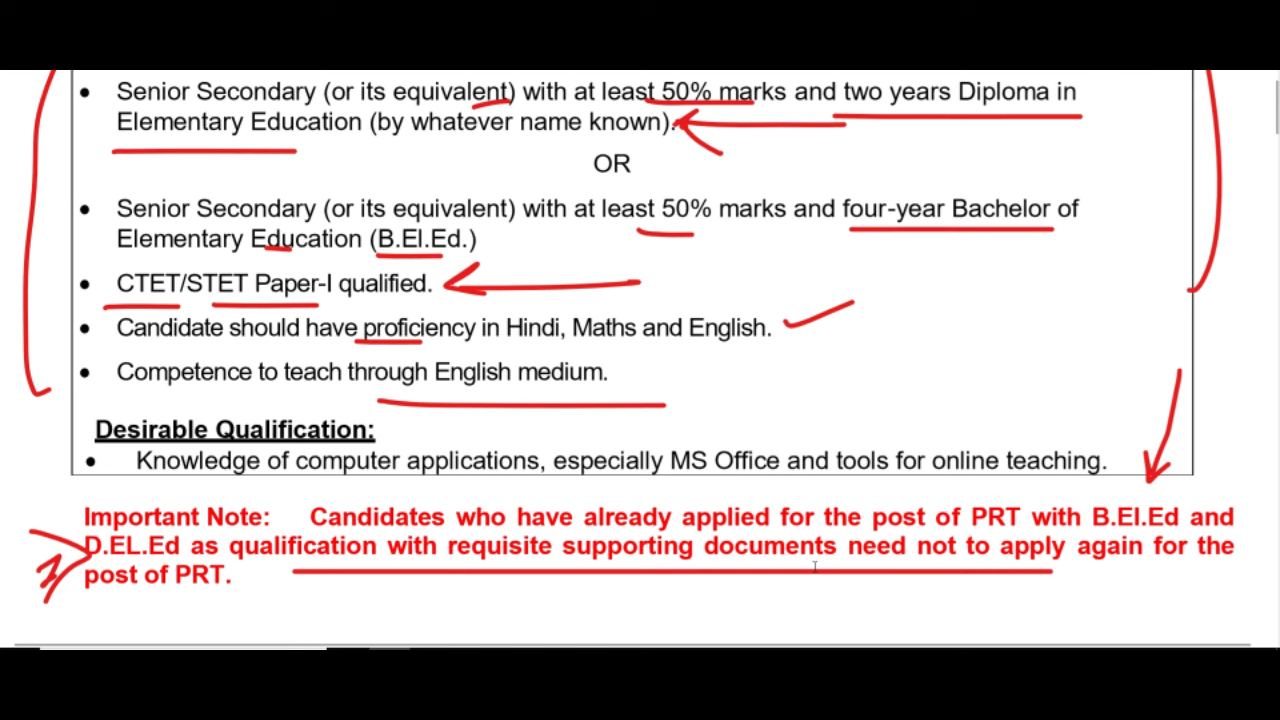 • Senior Secondary (or its equivalent) with at least 50% marks and two years Diploma in
Elementary Education (by whatever name known).
OR
• Senior Secondary (or its equivalent) with at least 50% marks and four-year Bachelor of
Elementary Education (B.El.Ed.)
• CTET/STET Paper-I qualified.
• Candidate should have proficiency in Hindi, Maths and English.
• Competence to teach through English medium.
Desirable Qualification:
• Knowledge of computer applications, especially MS Office and tools for online teaching.
Important Note: Candidates who have already applied for the post of PRT with B.El.Ed and
D.EL.Ed as qualification with requisite supporting documents need not to apply again for the
post of PRT.